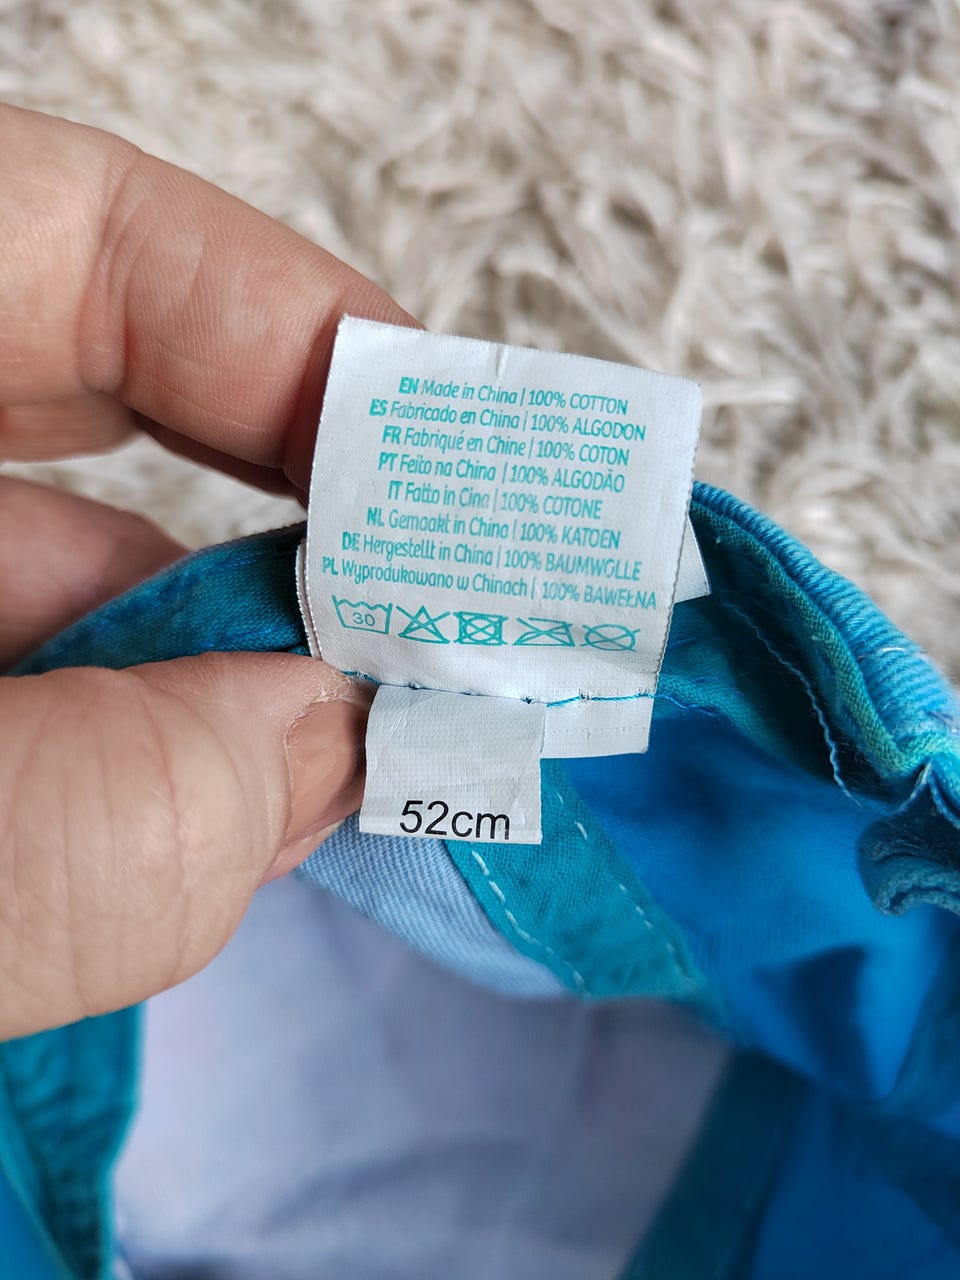 EN Made in China | 100% COTTON
ES Fabricado en China | 100% ALGODON
FR Fabriqué en Chine | 100% COTON
PT Feito na China | 100% ALGODÃO
IT Fatto in Cina | 100% COTONE
NL Gemaakt in China | 100% KATOEN
DE Hergestellt in China | 100% BAUMWOLLE
PL Wyprodukowano w Chinach | 100% BAWEŁNA
30
52cm